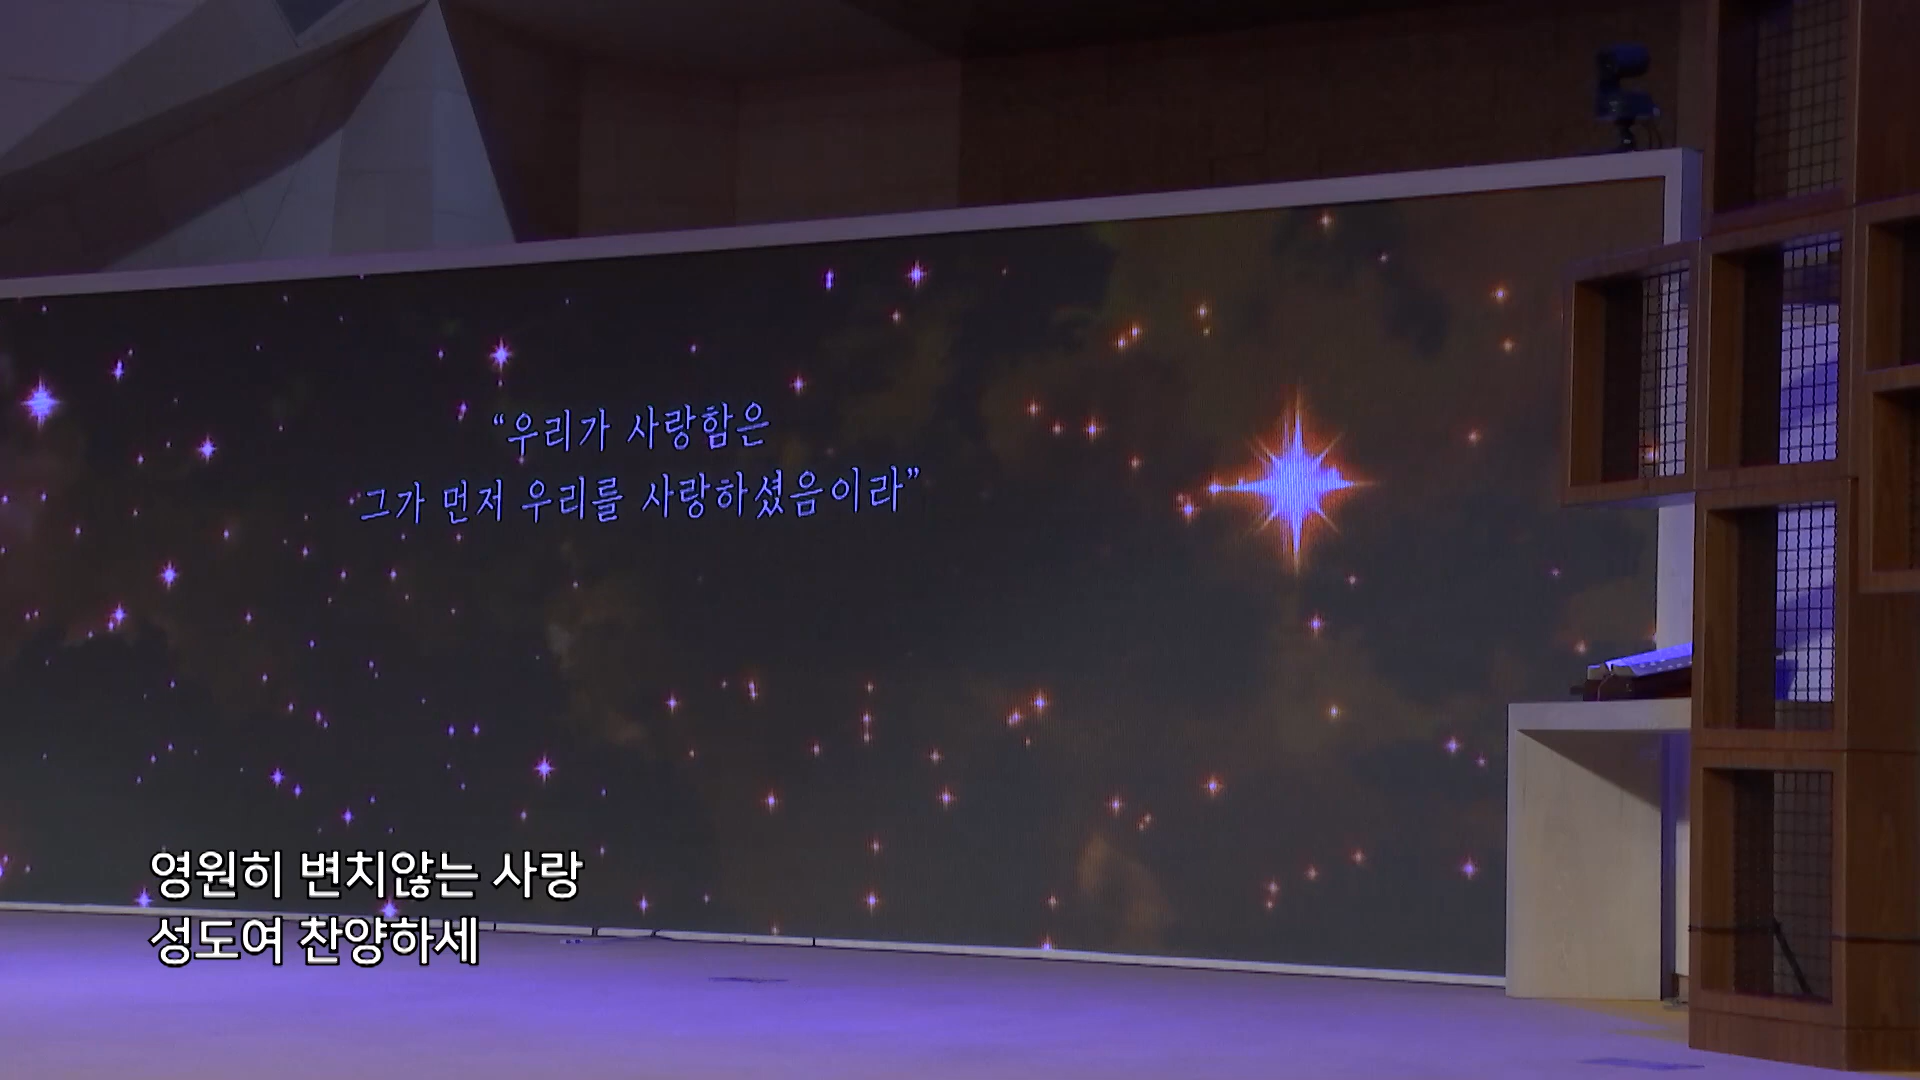 “우리가 사랑함은
그가 먼저 우리를 사랑하셨음이라”
영원히 변치않는 사랑
성도여 찬양하세